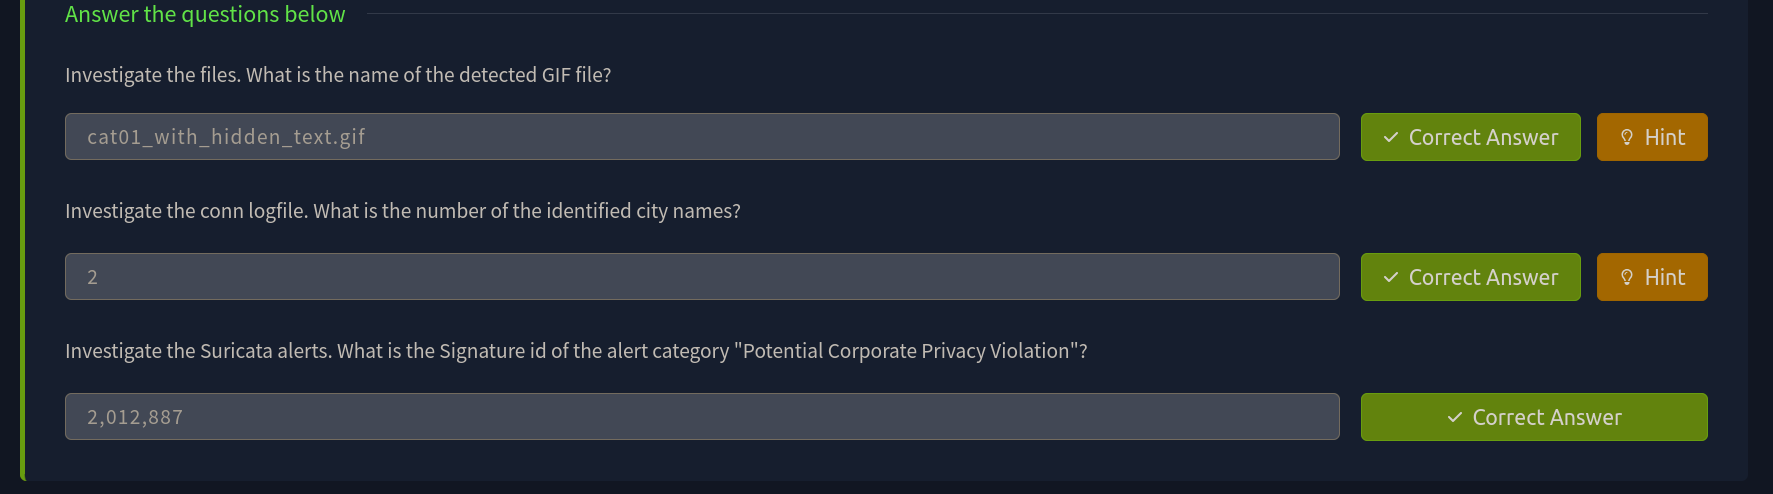 Answer the questions below
Investigate the files. What is the name of the detected GIF file?
cat01_with_hidden_text.gif
Correct Answer
Hint
Investigate the conn logfile. What is the number of the identified city names?
2
Correct Answer
Hint
Investigate the Suricata alerts. What is the Signature id of the alert category "Potential Corporate Privacy Violation"?
2,012,887
Correct Answer